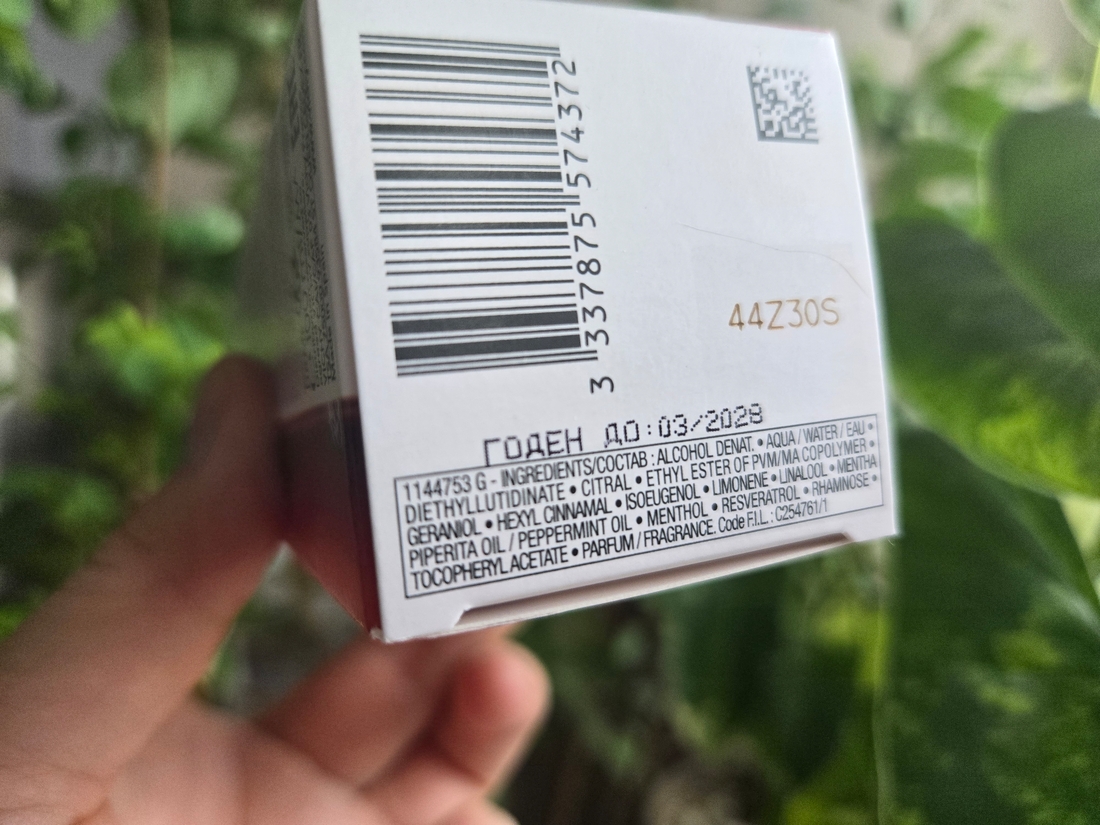 3 337875 574372
44Z30S
ГОДЕН ДО:03/2028
1144753 G - INGREDIENTS/СОСТАВ : ALCOHOL DENAT. • AQUA / WATER / EAU •
DIETHYLLUTIDINATE • CITRAL • ETHYL ESTER OF PVM/MA COPOLYMER •
GERANIOL • HEXYL CINNAMAL • ISOEUGENOL • LIMONENE • LINALOOL • MENTHA
PIPERITA OIL / PEPPERMINT OIL • MENTHOL • RESVERATROL • RHAMNOSE •
TOCOPHERYL ACETATE • PARFUM / FRAGRANCE. Code F.I.L. : C254761/1